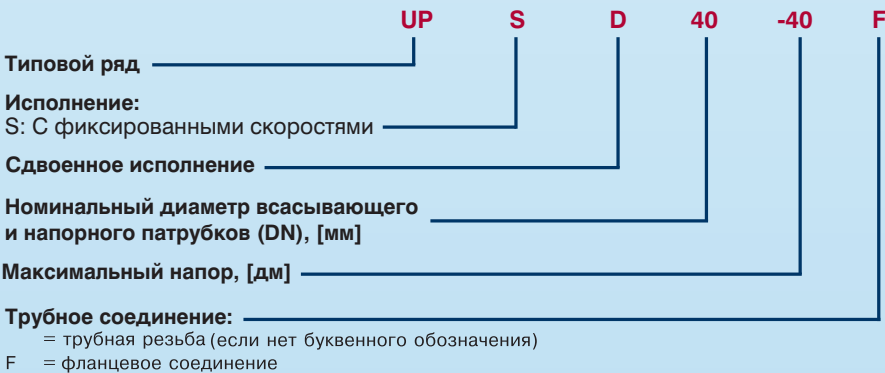 UP S D 40 -40 F
Типовой ряд
Исполнение:
S: С фиксированными скоростями
Сдвоенное исполнение
Номинальный диаметр всасывающего
и напорного патрубков (DN), [мм]
Максимальный напор, [дм]
Трубное соединение:
= трубная резьба (если нет буквенного обозначения)
F = фланцевое соединение